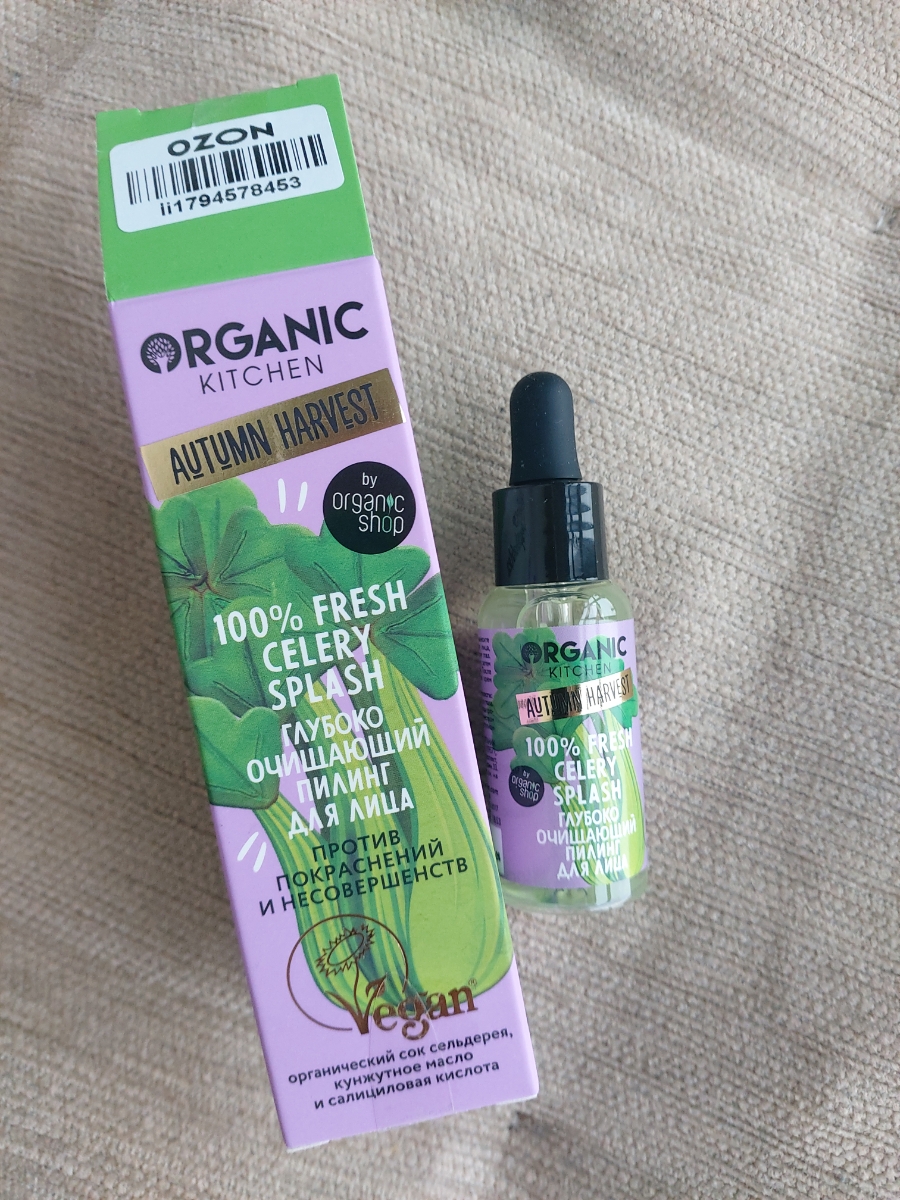 OZON
ii1794578453
ORGANIC
KITCHEN
AUTUMN HARVEST
by
organic
shop
100% FRESH
CELERY
SPLASH
ГЛУБОКО
ОЧИЩАЮЩИЙ
ПИЛИНГ
ДЛЯ ЛИЦА
ПРОТИВ
ПОКРАСНЕНИЙ
И НЕСОВЕРШЕНСТВ
Vegan®
органический сок сельдерея,
кунжутное масло
и салициловая кислота
ORGANIC
KITCHEN
AUTUMN HARVEST
100% FRESH
CELERY
SPLASH
by
organic
shop
ГЛУБОКО
ОЧИЩАЮЩИЙ
ПИЛИНГ
ДЛЯ ЛИЦА